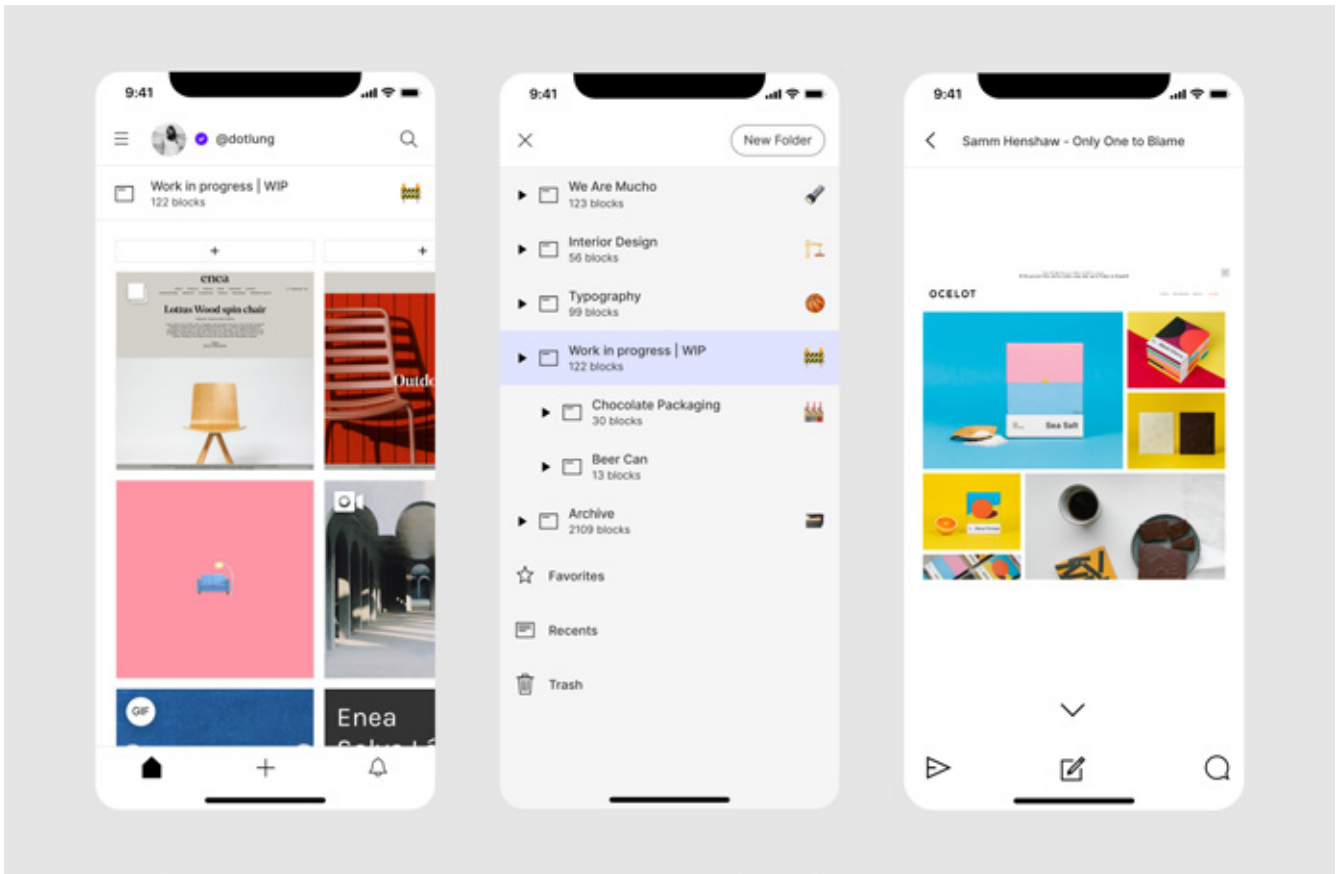 9:41
@dotlung
Work in progress | WIP
122 blocks
+
+
enea
Lottus Wood spin chair
Outdo
GIF
Enea
9:41
New Folder
We Are Mucho
123 blocks
Interior Design
56 blocks
Typography
99 blocks
Work in progress | WIP
122 blocks
Chocolate Packaging
30 blocks
Beer Can
13 blocks
Archive
2109 blocks
Favorites
Recents
Trash
9:41
Samm Henshaw - Only One to Blame
OCELOT
Sea Salt